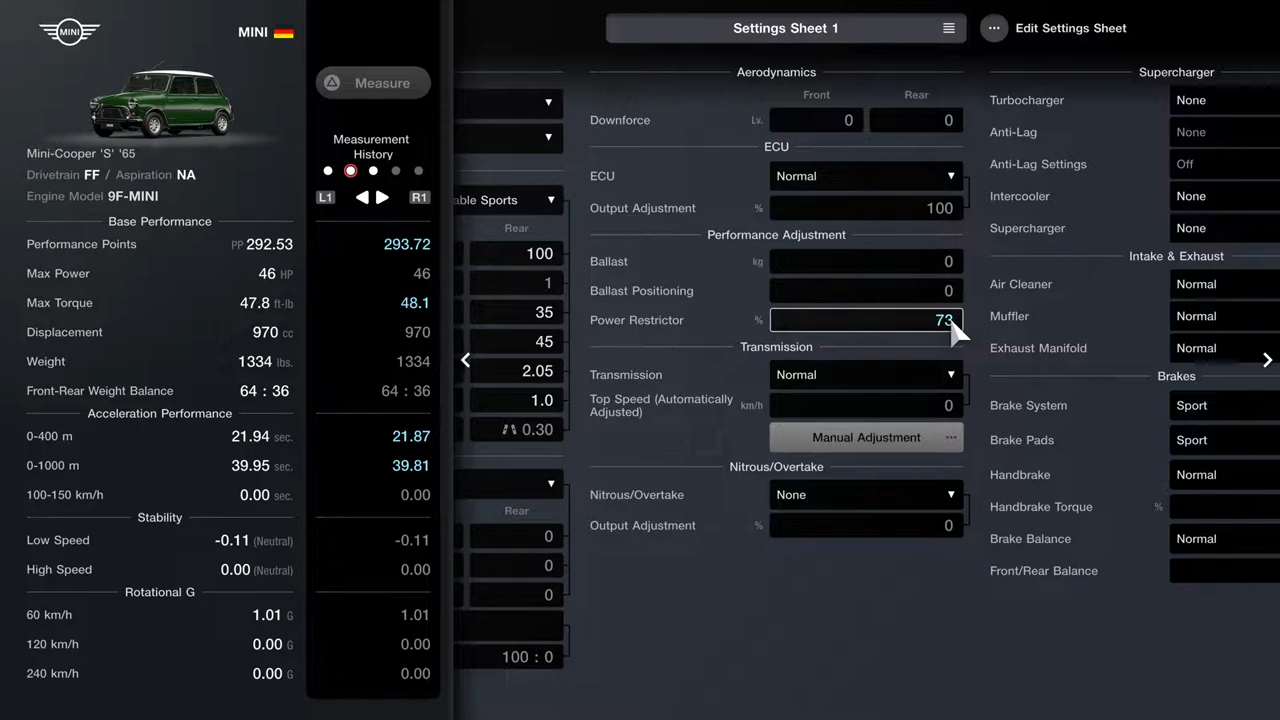 MINI
MINI
Mini-Cooper 'S' '65
Drivetrain FF / Aspiration NA
Engine Model 9F-MINI
Base Performance
Performance Points PP 292.53
Max Power 46 HP
Max Torque 47.8 ft-lb
Displacement 970 cc
Weight 1334 lbs.
Front-Rear Weight Balance 64 : 36
Acceleration Performance
0-400 m 21.94 sec.
0-1000 m 39.95 sec.
100-150 km/h 0.00 sec.
Stability
Low Speed -0.11 (Neutral)
High Speed 0.00 (Neutral)
Rotational G
60 km/h 1.01 G
120 km/h 0.00 G
240 km/h 0.00 G
Measure
Measurement
History
L1 R1
293.72
46
48.1
970
1334
64 : 36
21.87
39.81
0.00
-0.11
0.00
1.01
0.00
0.00
able Sports
Rear
100
1
35
45
2.05
1.0
0.30
Rear
0
0
0
100 : 0
Settings Sheet 1
Edit Settings Sheet
Aerodynamics
Front Rear
Downforce Lv. 0 0
ECU
ECU Normal
Output Adjustment % 100
Performance Adjustment
Ballast kg 0
Ballast Positioning 0
Power Restrictor % 73
Transmission
Transmission Normal
Top Speed (Automatically
Adjusted) km/h 0
Manual Adjustment
Nitrous/Overtake
Nitrous/Overtake None
Output Adjustment % 0
Supercharger
Turbocharger None
Anti-Lag None
Anti-Lag Settings Off
Intercooler None
Supercharger None
Intake & Exhaust
Air Cleaner Normal
Muffler Normal
Exhaust Manifold Normal
Brakes
Brake System Sport
Brake Pads Sport
Handbrake Normal
Handbrake Torque %
Brake Balance Normal
Front/Rear Balance